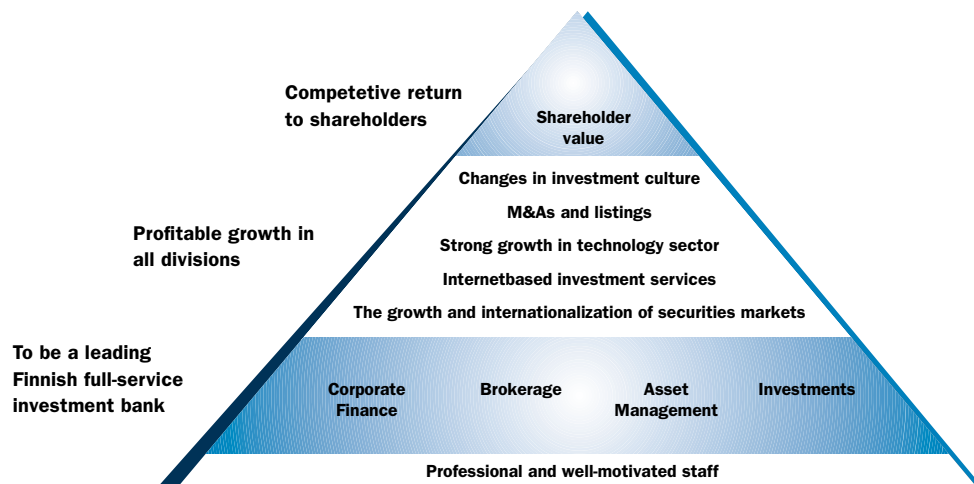 Competetive return
to shareholders
Shareholder
value
Changes in investment culture
M&As and listings
Profitable growth in
all divisions
Strong growth in technology sector
Internetbased investment services
The growth and internationalization of securities markets
To be a leading
Finnish full-service
investment bank
Corporate
Finance
Brokerage
Asset
Management
Investments
Professional and well-motivated staff